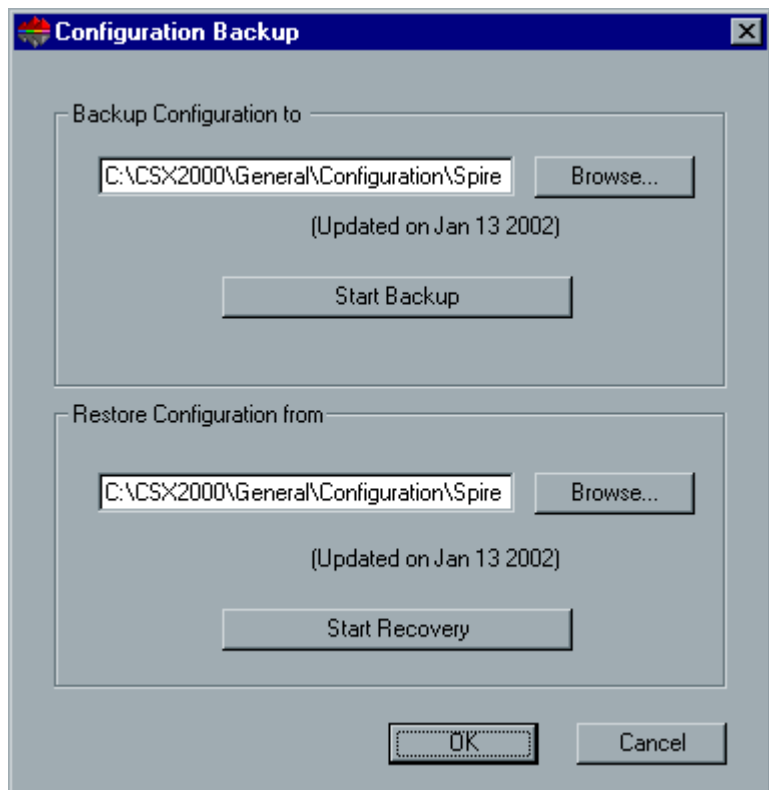 Configuration Backup
Backup Configuration to
C:\CSX2000\General\Configuration\Spire
Browse...
(Updated on Jan 13 2002)
Start Backup
Restore Configuration from
C:\CSX2000\General\Configuration\Spire
Browse...
(Updated on Jan 13 2002)
Start Recovery
OK
Cancel